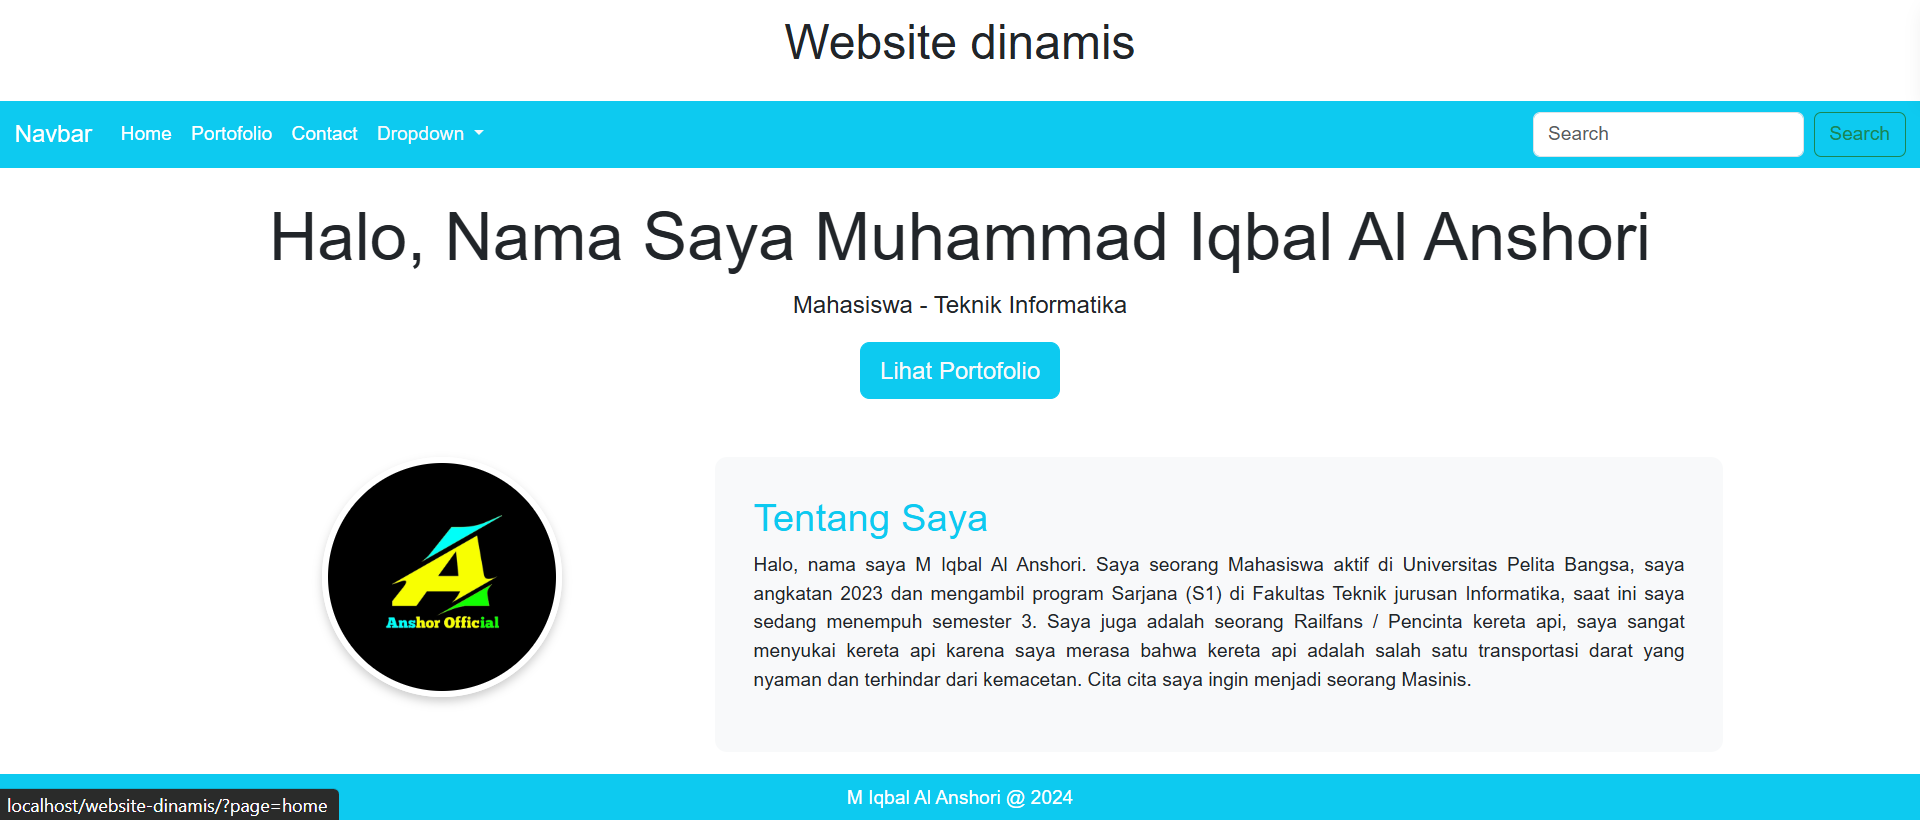 Website dinamis
Navbar Home Portofolio Contact Dropdown Search Search
Halo, Nama Saya Muhammad Iqbal Al Anshori
Mahasiswa - Teknik Informatika
Lihat Portofolio
Anshor Official
Tentang Saya
Halo, nama saya M Iqbal Al Anshori. Saya seorang Mahasiswa aktif di Universitas Pelita Bangsa, saya
angkatan 2023 dan mengambil program Sarjana (S1) di Fakultas Teknik jurusan Informatika, saat ini saya
sedang menempuh semester 3. Saya juga adalah seorang Railfans / Pencinta kereta api, saya sangat
menyukai kereta api karena saya merasa bahwa kereta api adalah salah satu transportasi darat yang
nyaman dan terhindar dari kemacetan. Cita cita saya ingin menjadi seorang Masinis.
M Iqbal Al Anshori @ 2024
localhost/website-dinamis/?page=home